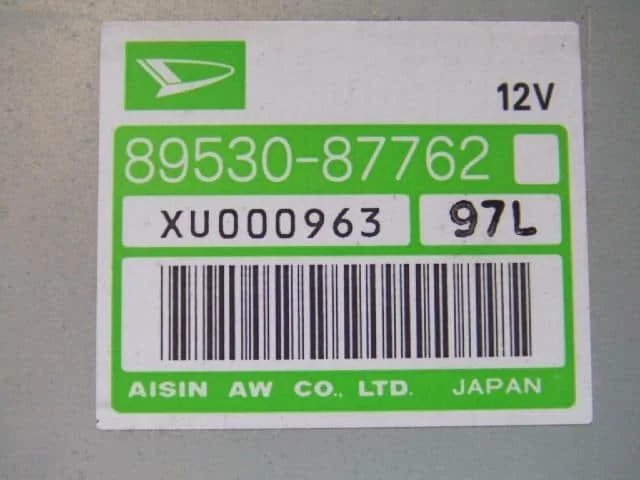 12V
89530-87762
XU000963 97L
AISIN AW CO., LTD. JAPAN